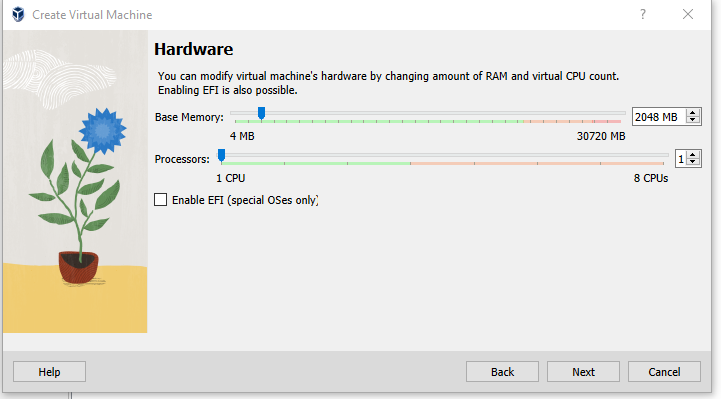 Create Virtual Machine
?
Hardware
You can modify virtual machine's hardware by changing amount of RAM and virtual CPU count.
Enabling EFI is also possible.
Base Memory:
2048 MB
4 MB
30720 MB
Processors:
1
1 CPU
8 CPUs
Enable EFI (special OSes only)
Help
Back
Next
Cancel